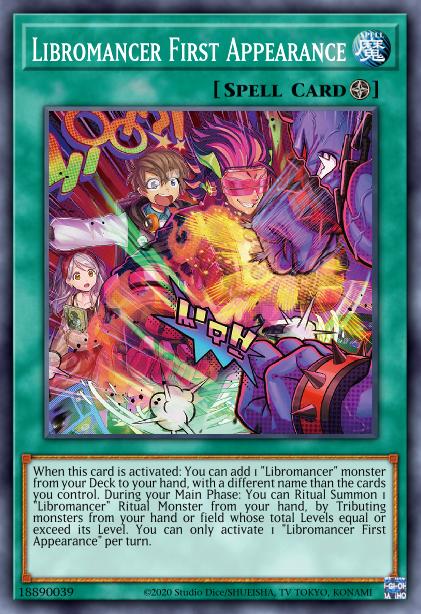 LIBROMANCER FIRST APPEARANCE
SPELL
魔
[SPELL CARD]
When this card is activated: You can add 1 "Libromancer" monster
from your Deck to your hand, with a different name than the cards
you control. During your Main Phase: You can Ritual Summon 1
"Libromancer" Ritual Monster from your hand, by Tributing
monsters from your hand or field whose total Levels equal or
exceed its Level. You can only activate 1 "Libromancer First
Appearance" per turn.
18890039
©2020 Studio Dice/SHUEISHA, TV TOKYO, KONAMI